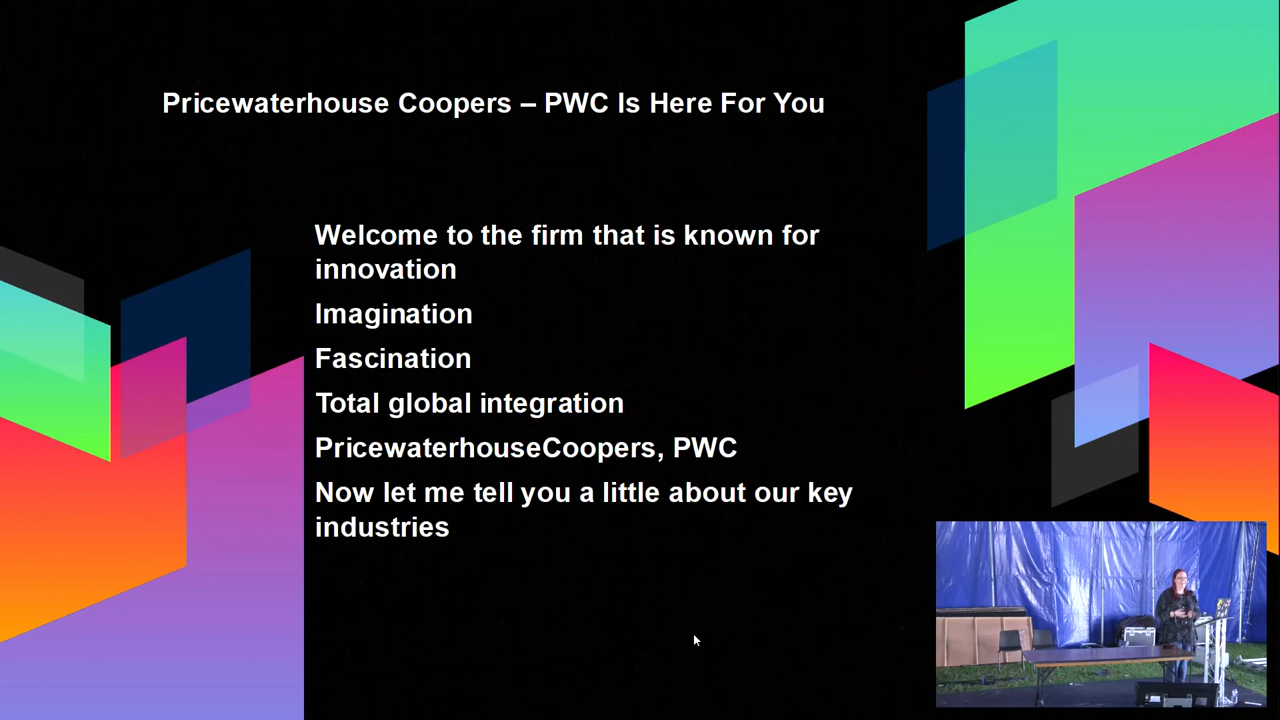 Pricewaterhouse Coopers – PWC Is Here For You
Welcome to the firm that is known for
innovation
Imagination
Fascination
Total global integration
PricewaterhouseCoopers, PWC
Now let me tell you a little about our key
industries